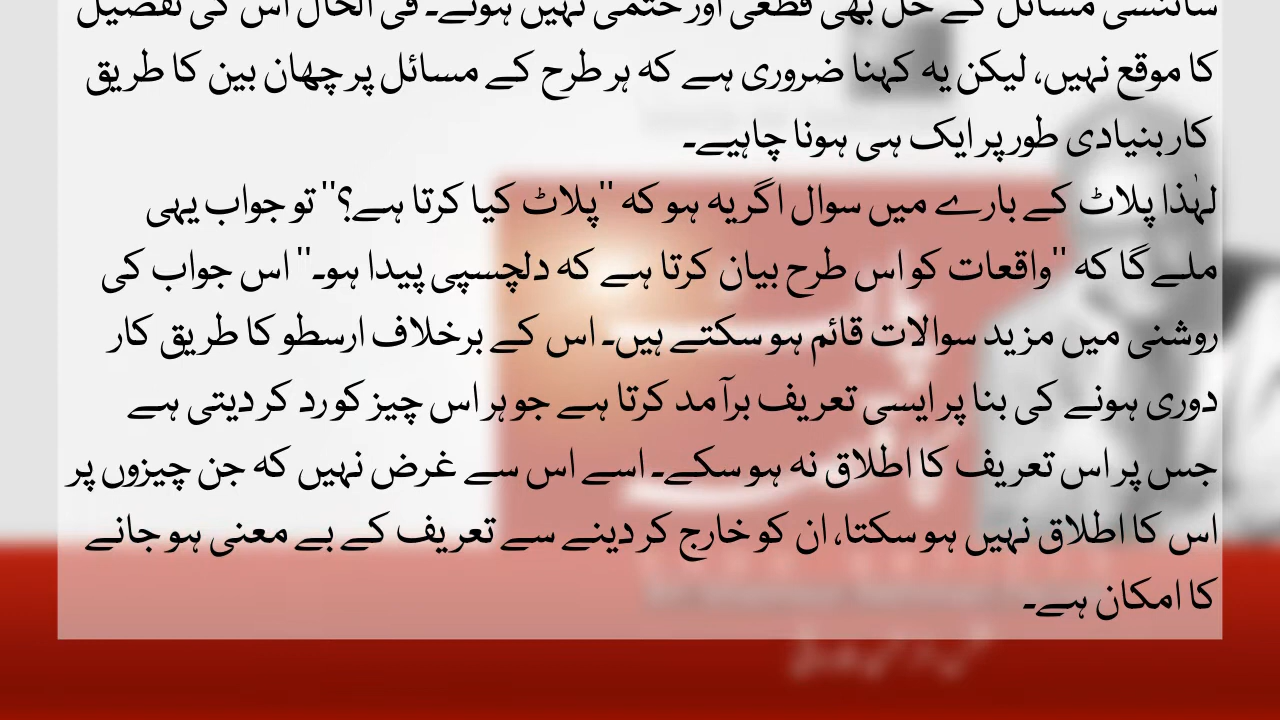 سائنسی مسائل کے حل بھی قطعی اور حتمی نہیں ہوتے۔ فی الحال اس کی تفصیل
کا موقع نہیں، لیکن یہ کہنا ضروری ہے کہ ہر طرح کے مسائل پر چھان بین کا طریق
کار بنیادی طور پر ایک ہی ہونا چاہیے۔
لہٰذا پلاٹ کے بارے میں سوال اگر یہ ہو کہ "پلاٹ کیا کرتا ہے؟" تو جواب یہی
ملے گا کہ "واقعات کو اس طرح بیان کرتا ہے کہ دلچسپی پیدا ہو۔" اس جواب کی
روشنی میں مزید سوالات قائم ہو سکتے ہیں۔ اس کے برخلاف ارسطو کا طریق کار
دوری ہونے کی بنا پر ایسی تعریف برآمد کرتا ہے جو ہر اس چیز کو رد کر دیتی ہے
جس پر اس تعریف کا اطلاق نہ ہو سکے۔ اسے اس سے غرض نہیں کہ جن چیزوں پر
اس کا اطلاق نہیں ہو سکتا، ان کو خارج کر دینے سے تعریف کے بے معنی ہو جانے
کا امکان ہے۔